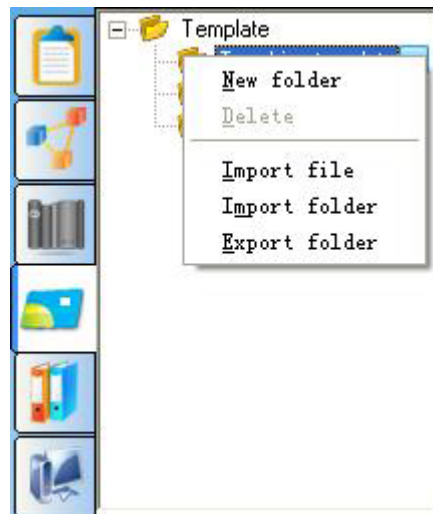 Template
New folder
Delete
Import file
Import folder
Export folder